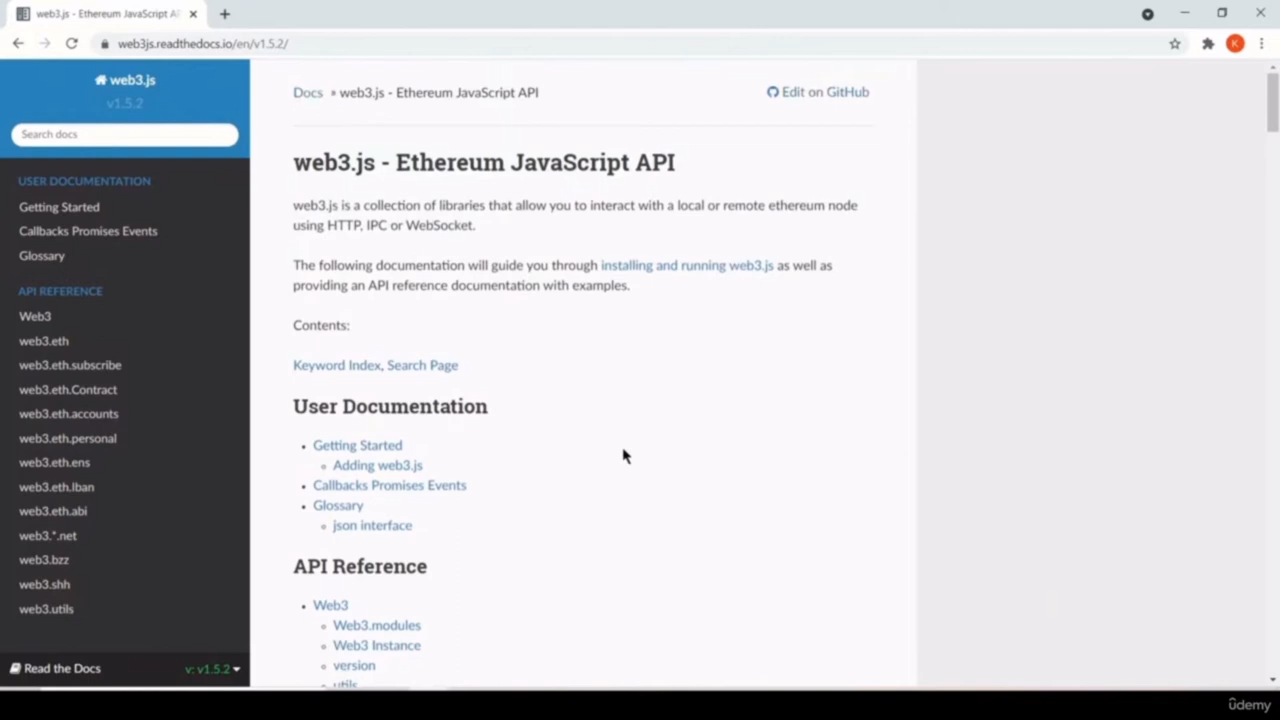 web3.js - Ethereum JavaScript AP
web3js.readthedocs.io/en/v1.5.2/
K
web3.js
v1.5.2
Search docs
USER DOCUMENTATION
Getting Started
Callbacks Promises Events
Glossary
API REFERENCE
Web3
web3.eth
web3.eth.subscribe
web3.eth.Contract
web3.eth.accounts
web3.eth.personal
web3.eth.ens
web3.eth.Iban
web3.eth.abi
web3.*.net
web3.bzz
web3.shh
web3.utils
Read the Docs v: v1.5.2
Docs » web3.js - Ethereum JavaScript API
Edit on GitHub
web3.js - Ethereum JavaScript API
web3.js is a collection of libraries that allow you to interact with a local or remote ethereum node
using HTTP, IPC or WebSocket.
The following documentation will guide you through installing and running web3.js as well as
providing an API reference documentation with examples.
Contents:
Keyword Index, Search Page
User Documentation
Getting Started
Adding web3.js
Callbacks Promises Events
Glossary
json interface
API Reference
Web3
Web3.modules
Web3 Instance
version
utils
udemy